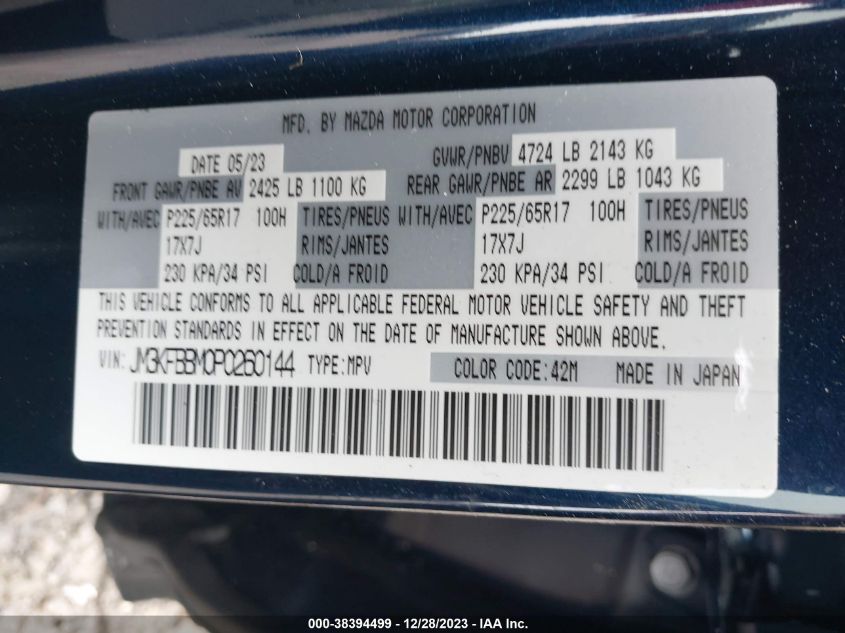 MFD. BY MAZDA MOTOR CORPORATION
DATE 05/23 GVWR/PNBV 4724 LB 2143 KG
FRONT GAWR/PNBE AV 2425 LB 1100 KG REAR GAWR/PNBE AR 2299 LB 1043 KG
WITH/AVEC P225/65R17 100H TIRES/PNEUS WITH/AVEC P225/65R17 100H TIRES/PNEUS
17X7J RIMS/JANTES 17X7J RIMS/JANTES
230 KPA/34 PSI COLD/A FROID 230 KPA/34 PSI COLD/A FROID
THIS VEHICLE CONFORMS TO ALL APPLICABLE FEDERAL MOTOR VEHICLE SAFETY AND THEFT
PREVENTION STANDARDS IN EFFECT ON THE DATE OF MANUFACTURE SHOWN ABOVE.
VIN: JM3KFBBM0P0260144 TYPE:MPV COLOR CODE:42M MADE IN JAPAN
000-38394499 - 12/28/2023 - IAA Inc.